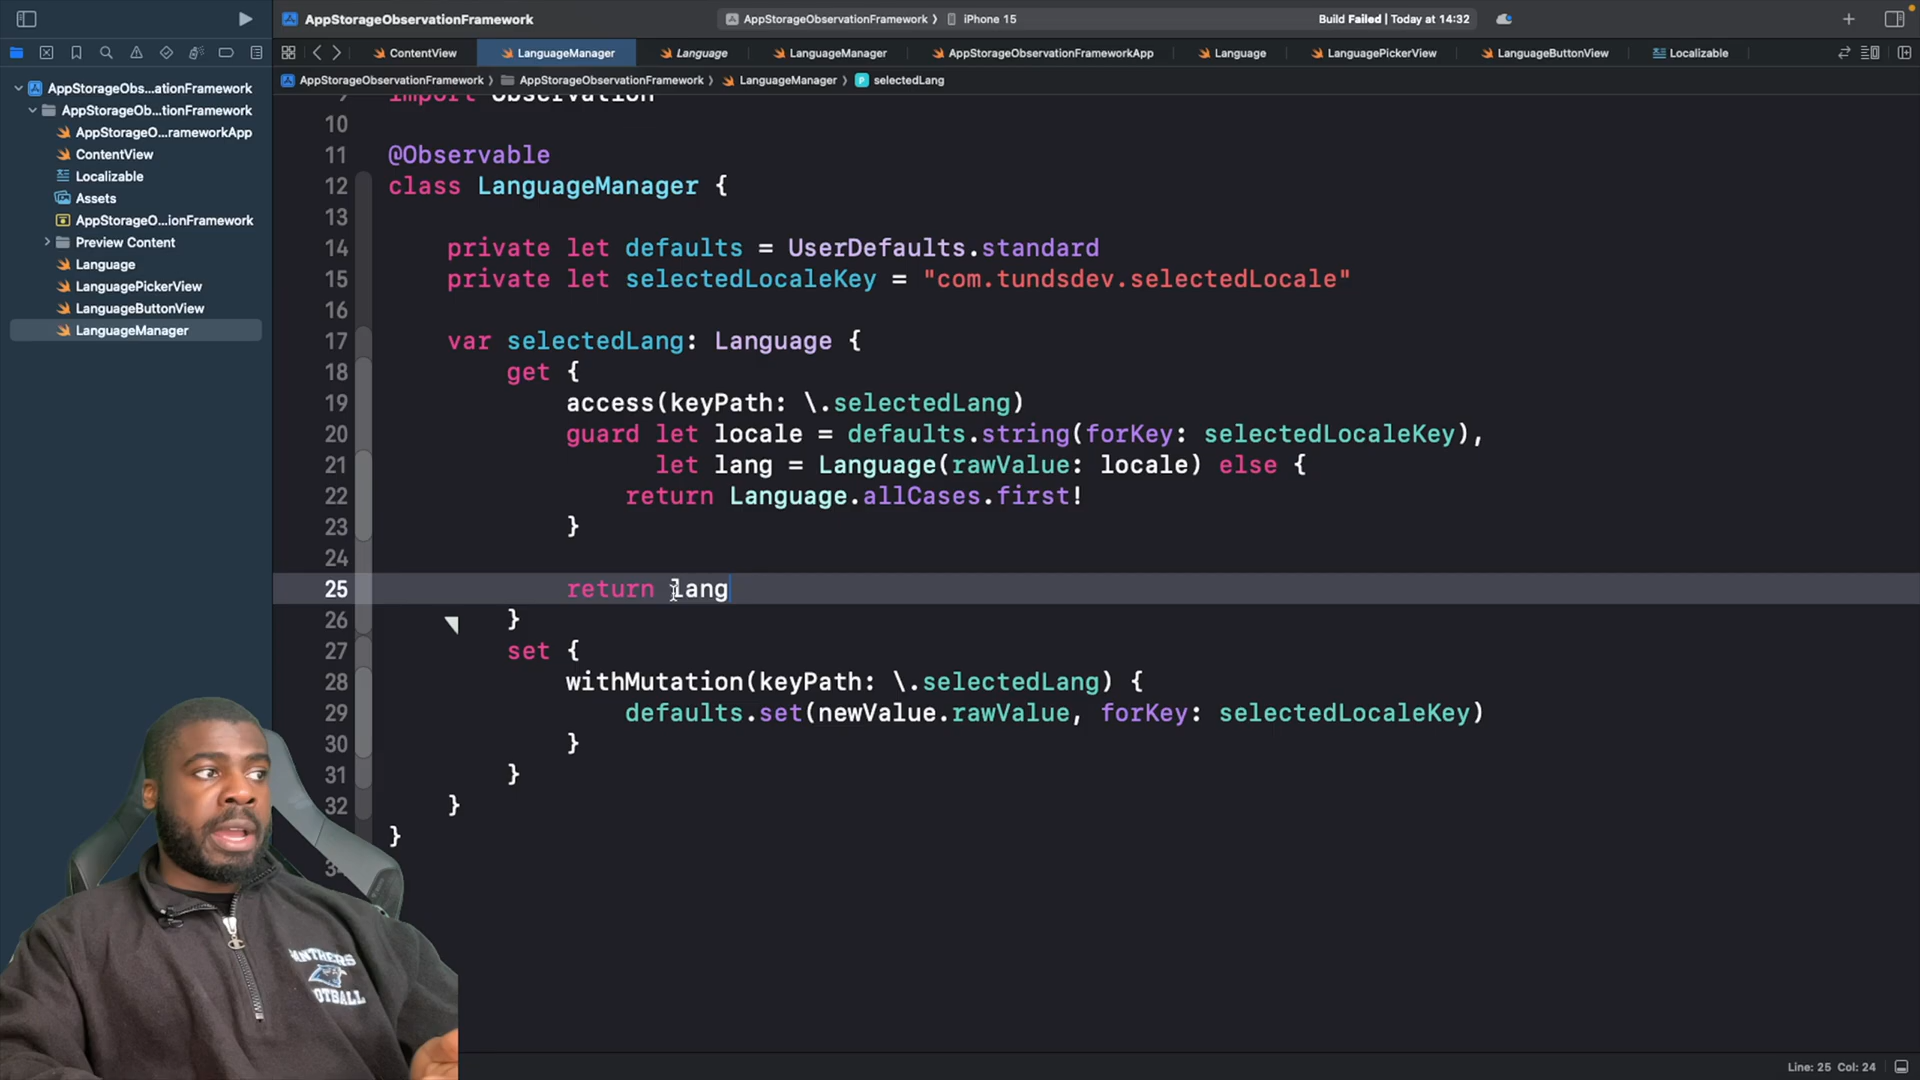 AppStorageObservationFramework
AppStorageObservationFramework 〉 iPhone 15
Build Failed | Today at 14:32
ContentView
LanguageManager
Language
LanguageManager
AppStorageObservationFrameworkApp
Language
LanguagePickerView
LanguageButtonView
Localizable
AppStorageObservationFramework 〉 AppStorageObservationFramework 〉 LanguageManager 〉 selectedLang
AppStorageObs...ationFramework
AppStorageOb...tionFramework
AppStorageO...rameworkApp
ContentView
Localizable
Assets
AppStorageO...ionFramework
Preview Content
Language
LanguagePickerView
LanguageButtonView
LanguageManager
9 import Observation
10
11 @Observable
12 class LanguageManager {
13
14 private let defaults = UserDefaults.standard
15 private let selectedLocaleKey = "com.tundsdev.selectedLocale"
16
17 var selectedLang: Language {
18 get {
19 access(keyPath: \.selectedLang)
20 guard let locale = defaults.string(forKey: selectedLocaleKey),
21 let lang = Language(rawValue: locale) else {
22 return Language.allCases.first!
23 }
24
25 return lang
26 }
27 set {
28 withMutation(keyPath: \.selectedLang) {
29 defaults.set(newValue.rawValue, forKey: selectedLocaleKey)
30 }
31 }
32 }
}
Line: 25 Col: 24
PANTHERS
FOOTBALL